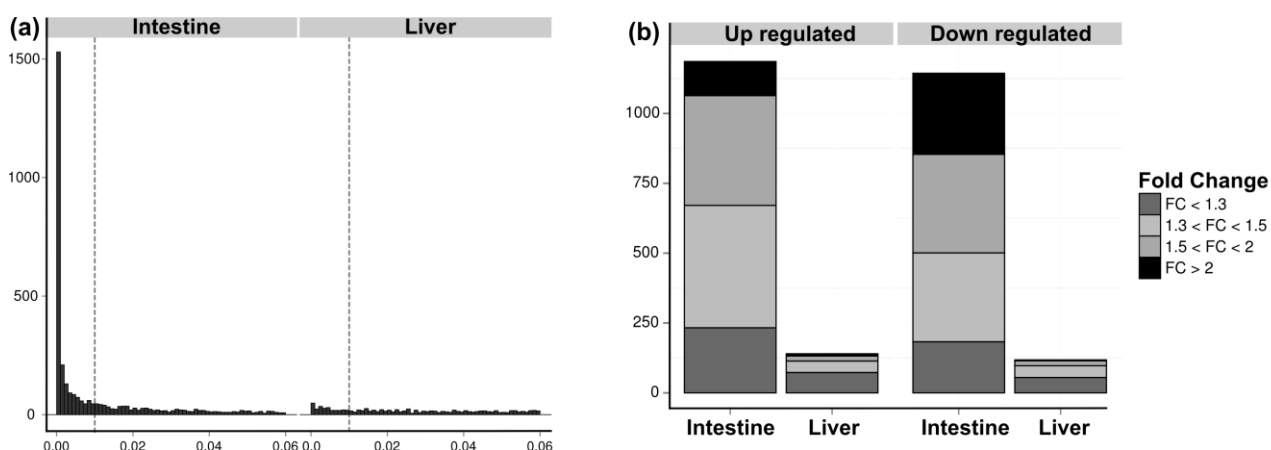 (a)
Intestine
Liver
1500
1000
500
0
0.00
0.02
0.04
0.06
0.0
0.02
0.04
0.06
(b)
Up regulated
Down regulated
1000
750
500
250
0
Intestine
Liver
Intestine
Liver
Fold Change
FC < 1.3
1.3 < FC < 1.5
1.5 < FC < 2
FC > 2